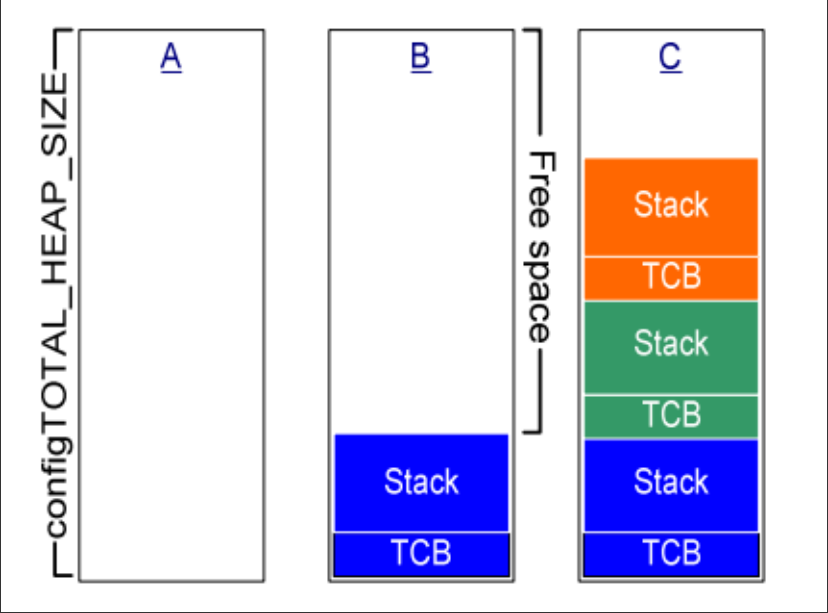 configTOTAL_HEAP_SIZE
A
B
Stack
TCB
Free space
C
Stack
TCB
Stack
TCB
Stack
TCB